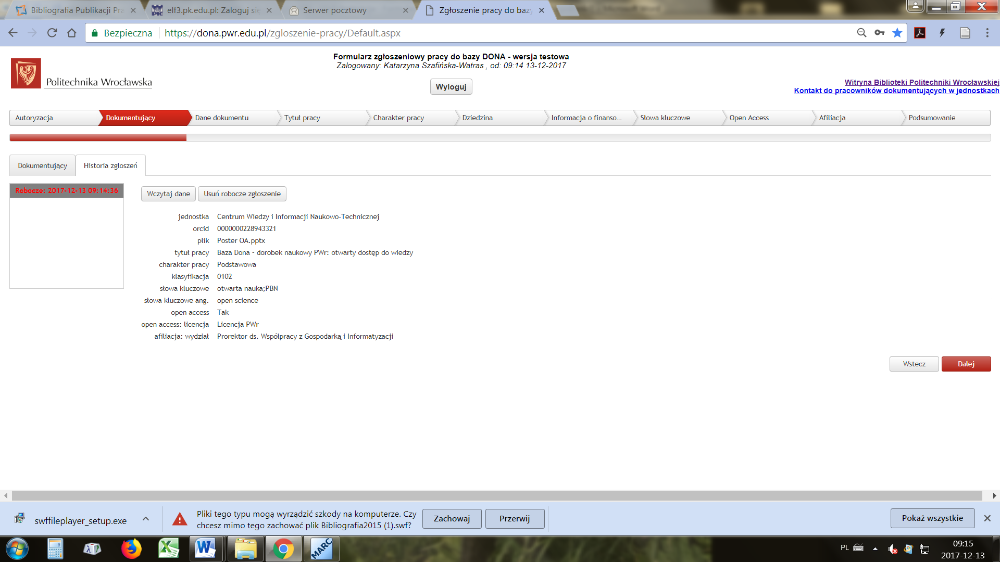 Bibliografia Publikacji Pra
elf3.pk.edu.pl: Zaloguj się
Serwer pocztowy
Zgłoszenie pracy do bazy
Bezpieczna
https://dona.pwr.edu.pl/zgloszenie-pracy/Default.aspx
Politechnika Wrocławska
Formularz zgłoszeniowy pracy do bazy DONA - wersja testowa
Zalogowany: Katarzyna Szafińska-Watras , od: 09:14 13-12-2017
Wyloguj
Witryna Biblioteki Politechniki Wrocławskiej
Kontakt do pracowników dokumentujących w jednostkach
Autoryzacja Dokumentujący Dane dokumentu Tytuł pracy Charakter pracy Dziedzina Informacja o finanso... Słowa kluczowe Open Access Afiliacja Podsumowanie
Dokumentujący Historia zgłoszeń
Robocze: 2017-12-13 09:14:36
Wczytaj dane Usuń robocze zgłoszenie
jednostka Centrum Wiedzy i Informacji Naukowo-Technicznej
orcid 0000000228943321
plik Poster OA.pptx
tytuł pracy Baza Dona - dorobek naukowy PWr: otwarty dostęp do wiedzy
charakter pracy Podstawowa
klasyfikacja 0102
słowa kluczowe otwarta nauka;PBN
słowa kluczowe ang. open science
open access Tak
open access: licencja Licencja PWr
afiliacja: wydział Prorektor ds. Współpracy z Gospodarką i Informatyzacji
Wstecz Dalej
swffileplayer_setup.exe
Pliki tego typu mogą wyrządzić szkody na komputerze. Czy
chcesz mimo tego zachować plik Bibliografia2015 (1).swf?
Zachowaj Przerwij
Pokaż wszystkie
MARC
PL
09:15
2017-12-13